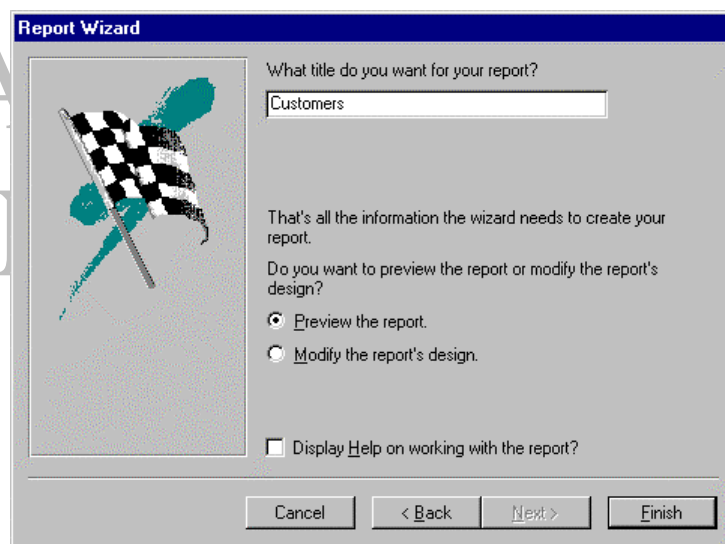 Report Wizard
What title do you want for your report?
Customers
That's all the information the wizard needs to create your
report.
Do you want to preview the report or modify the report's
design?
Preview the report.
Modify the report's design.
Display Help on working with the report?
Cancel
< Back
Next >
Finish